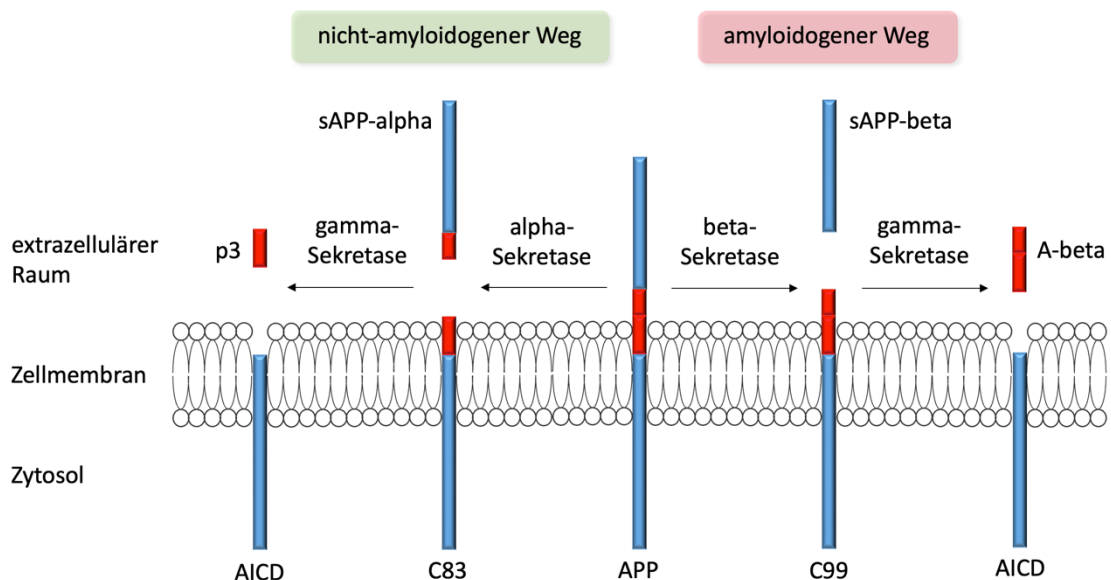 nicht-amyloidogener Weg
amyloidogener Weg
sAPP-alpha
sAPP-beta
extrazellulärer
Raum
p3
gamma-
Sekretase
alpha-
Sekretase
beta-
Sekretase
gamma-
Sekretase
A-beta
Zellmembran
Zytosol
AICD
C83
APP
C99
AICD